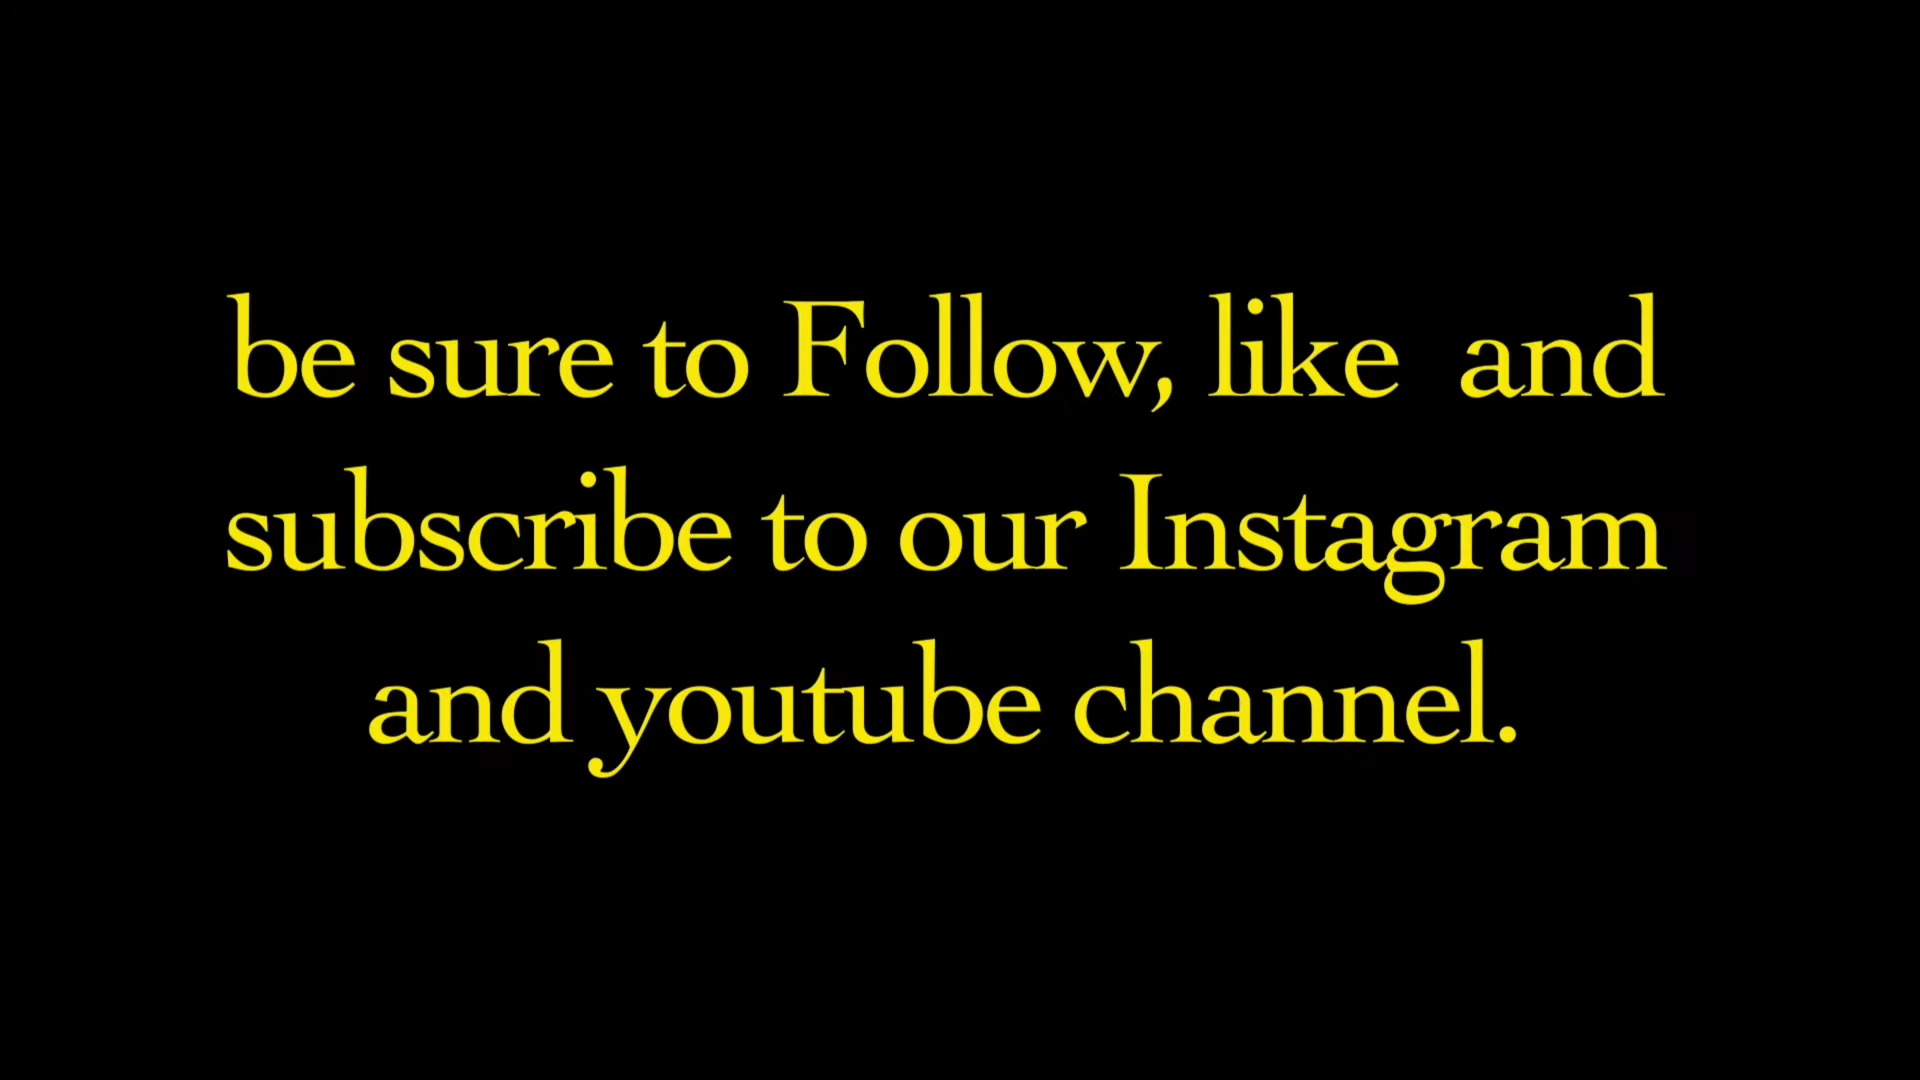 be sure to Follow, like  and
subscribe to our Instagram
and youtube channel.